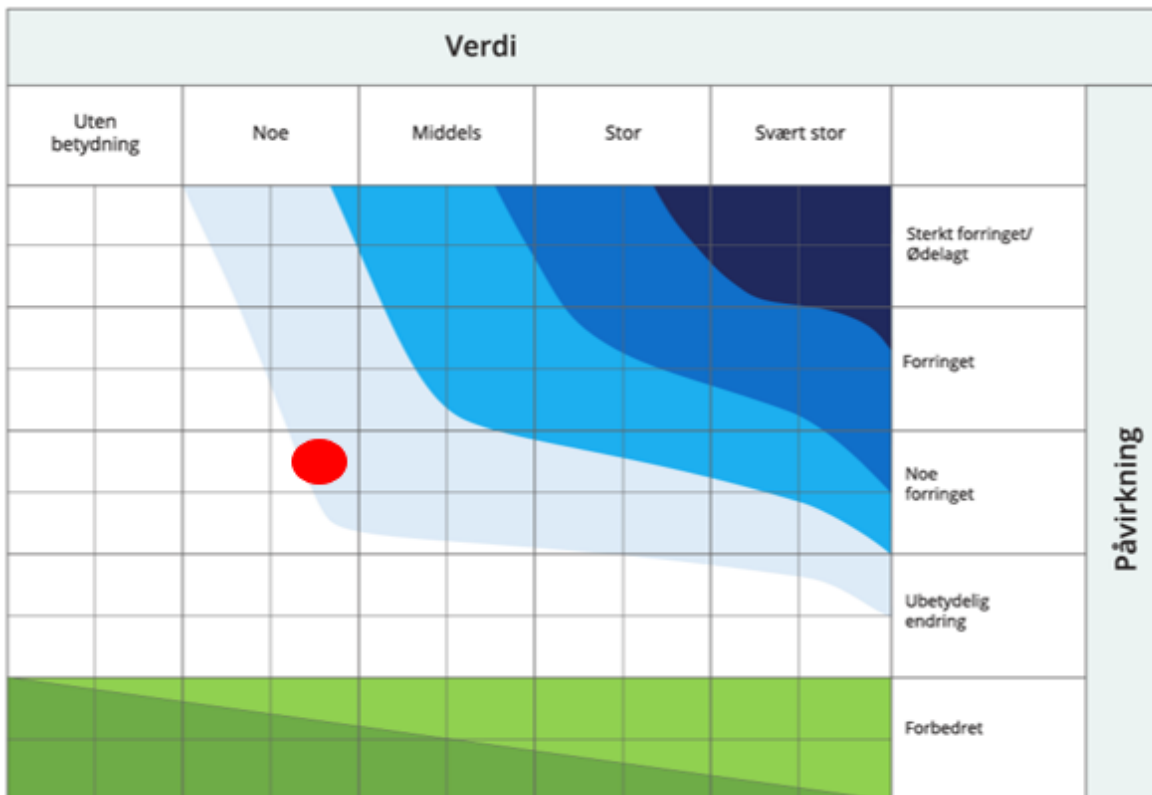 Verdi
Uten
betydning
Noe
Middels
Stor
Svært stor
Sterkt forringet/
Ødelagt
Forringet
Noe
forringet
Ubetydelig
endring
Forbedret
Påvirkning